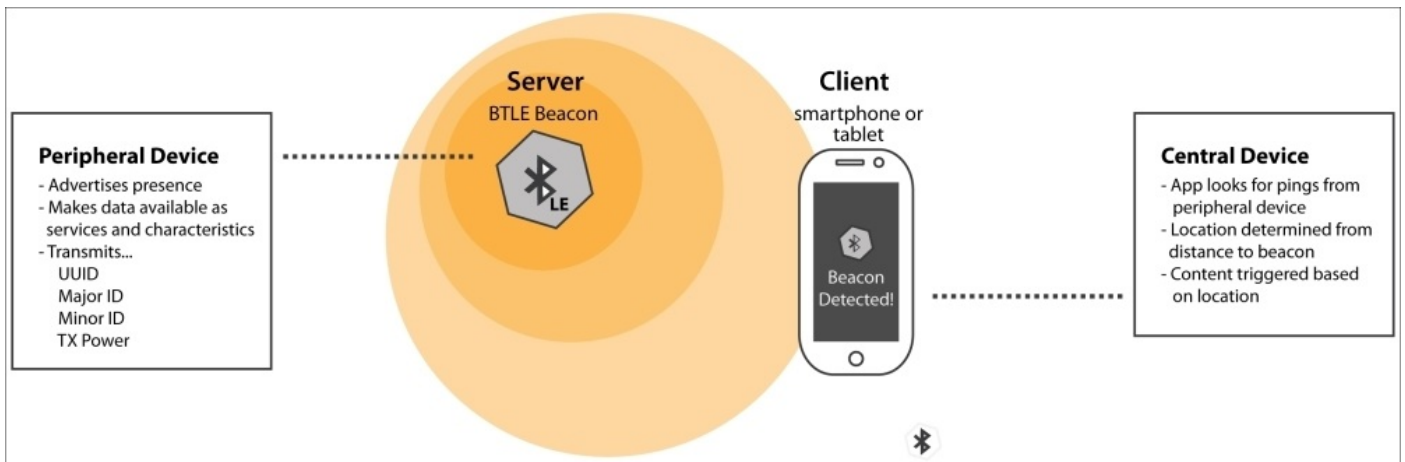 Server
BTLE Beacon
LE
Client
smartphone or
tablet
Peripheral Device
- Advertises presence
- Makes data available as
services and characteristics
- Transmits...
UUID
Major ID
Minor ID
TX Power
Beacon
Detected!
Central Device
- App looks for pings from
peripheral device
- Location determined from
distance to beacon
- Content triggered based
on location